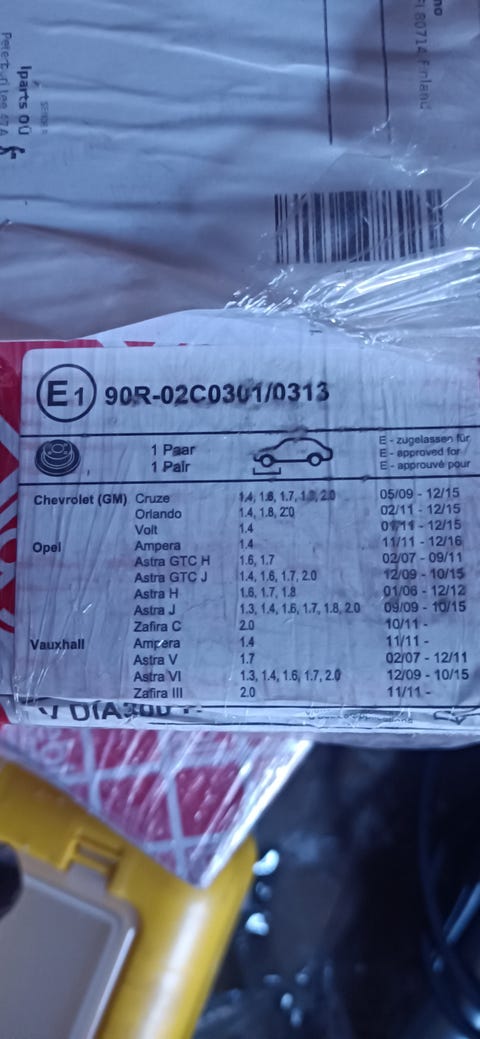 Iparts OÜ
FI 80714 Finland
E1 90R-02C0301/0313
1 Paar
1 Pair
E - zugelassen für
E - approved for
E - approuvé pour
Chevrolet (GM) Cruze 1.4, 1.6, 1.7, 1.8, 2.0 05/09 - 12/15
Orlando 1.4, 1.8, 2.0 02/11 - 12/15
Volt 1.4 01/11 - 12/15
Opel Ampera 1.4 11/11 - 12/16
Astra GTC H 1.6, 1.7 02/07 - 09/11
Astra GTC J 1.4, 1.6, 1.7, 2.0 12/09 - 10/15
Astra H 1.6, 1.7, 1.8 01/06 - 12/12
Astra J 1.3, 1.4, 1.6, 1.7, 1.8, 2.0 09/09 - 10/15
Zafira C 2.0 10/11 -
Vauxhall Ampera 1.4 11/11 -
Astra V 1.7 02/07 - 12/11
Astra VI 1.3, 1.4, 1.6, 1.7, 2.0 12/09 - 10/15
Zafira III 2.0 11/11 -